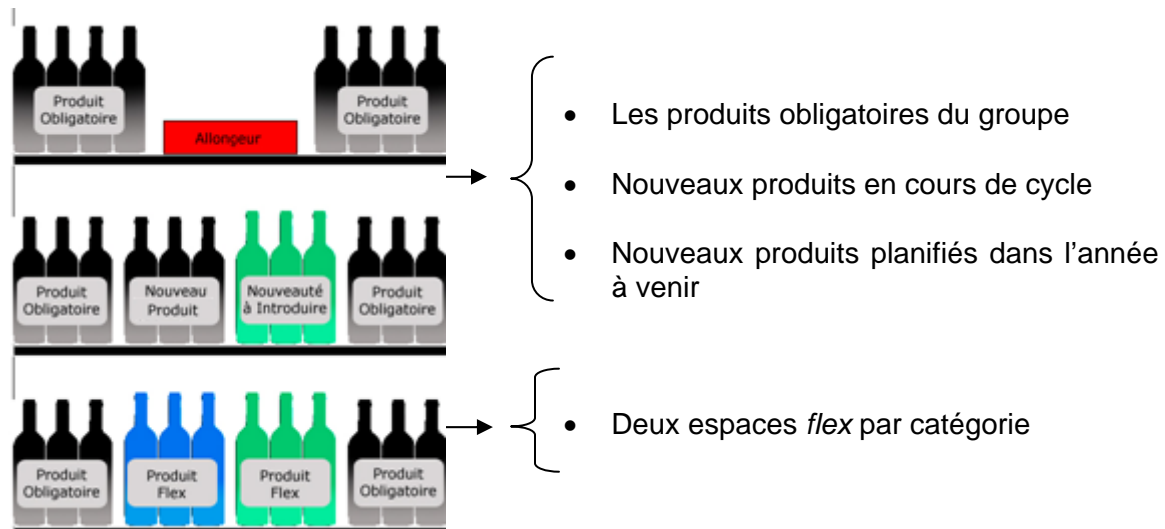 Produit
Obligatoire
Produit
Obligatoire
Allongeur
• Les produits obligatoires du groupe
• Nouveaux produits en cours de cycle
• Nouveaux produits planifiés dans l’année
à venir
Produit
Obligatoire
Nouveau
Produit
Nouveauté
à Introduire
Produit
Obligatoire
• Deux espaces flex par catégorie
Produit
Obligatoire
Produit
Flex
Produit
Flex
Produit
Obligatoire